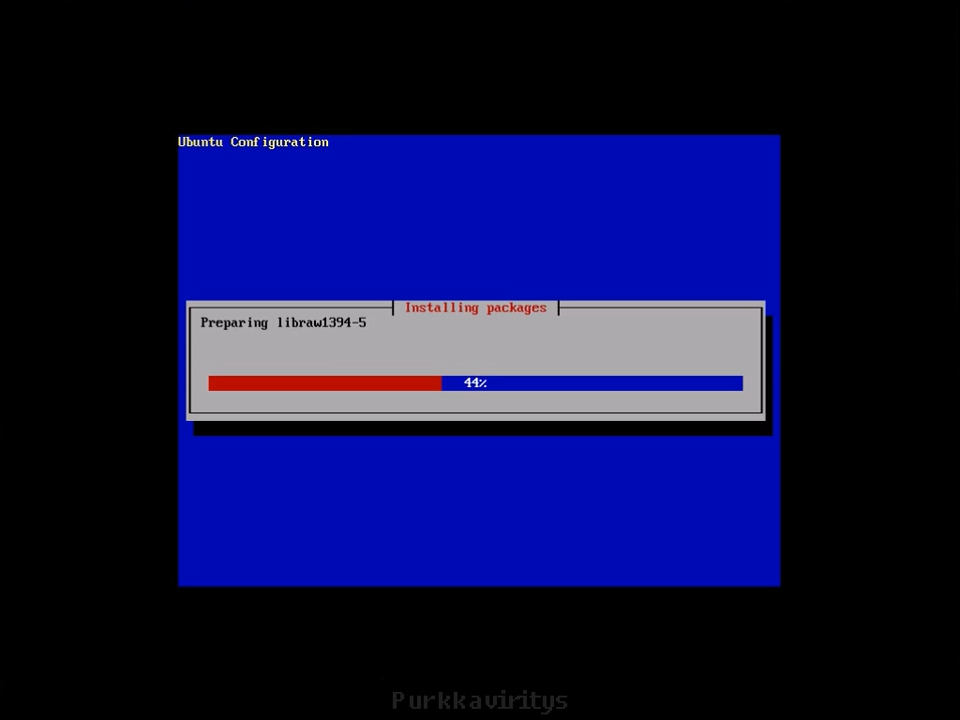 Ubuntu Configuration
Installing packages
Preparing libraw1394-5
44%
Purkkaviritys